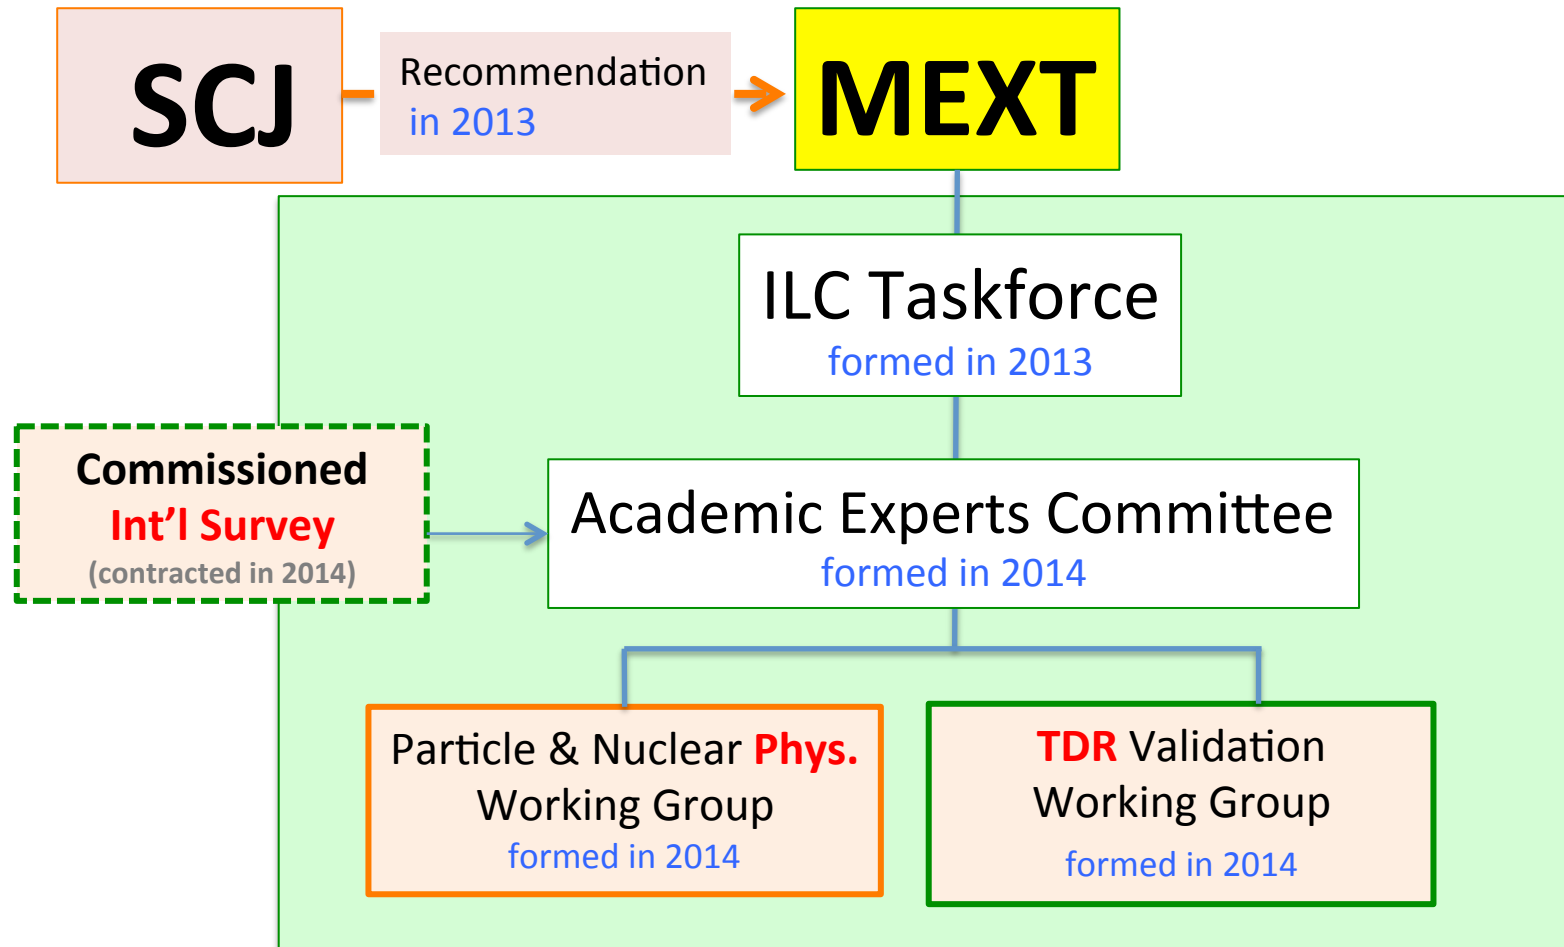 SCJ
Recommendation
in 2013
MEXT
ILC Taskforce
formed in 2013
Commissioned
Int’l Survey
(contracted in 2014)
Academic Experts Committee
formed in 2014
Particle & Nuclear Phys.
Working Group
formed in 2014
TDR Validation
Working Group
formed in 2014